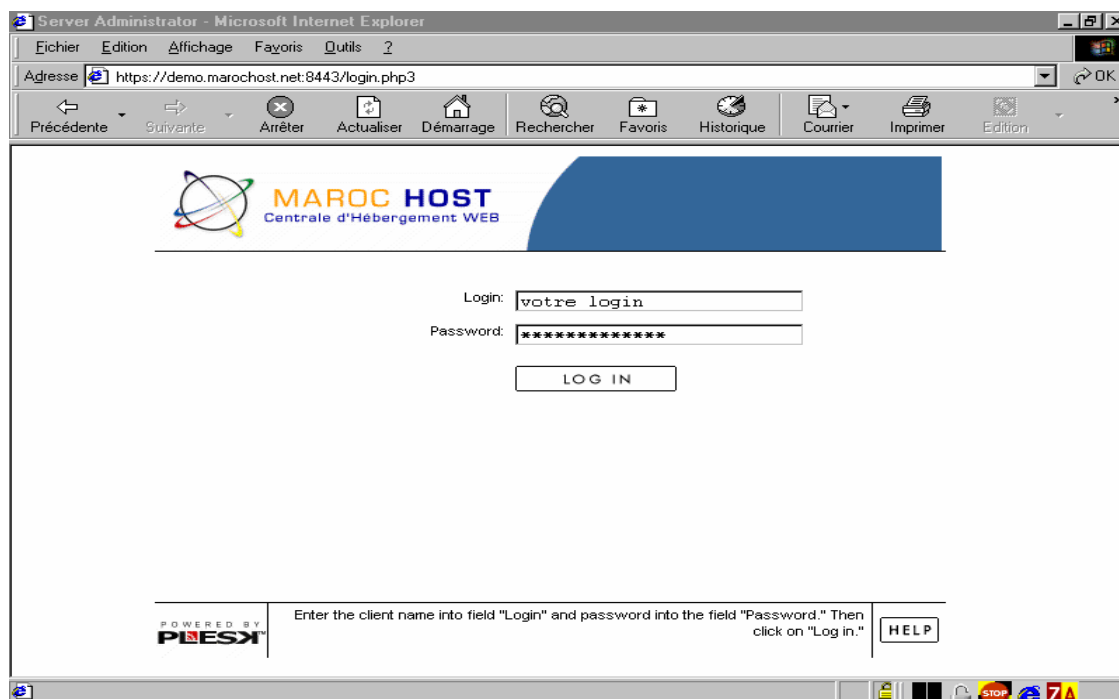 Server Administrator - Microsoft Internet Explorer
Fichier Edition Affichage Favoris Outils ?
Adresse https://demo.marochost.net:8443/login.php3 OK
Précédente Suivante Arrêter Actualiser Démarrage Rechercher Favoris Historique Courrier Imprimer Edition
MAROC HOST
Centrale d'Hébergement WEB
Login: votre login
Password: *************
LOG IN
POWERED BY
PLESK™
Enter the client name into field "Login" and password into the field "Password." Then
click on "Log in."
HELP
STOP ZA